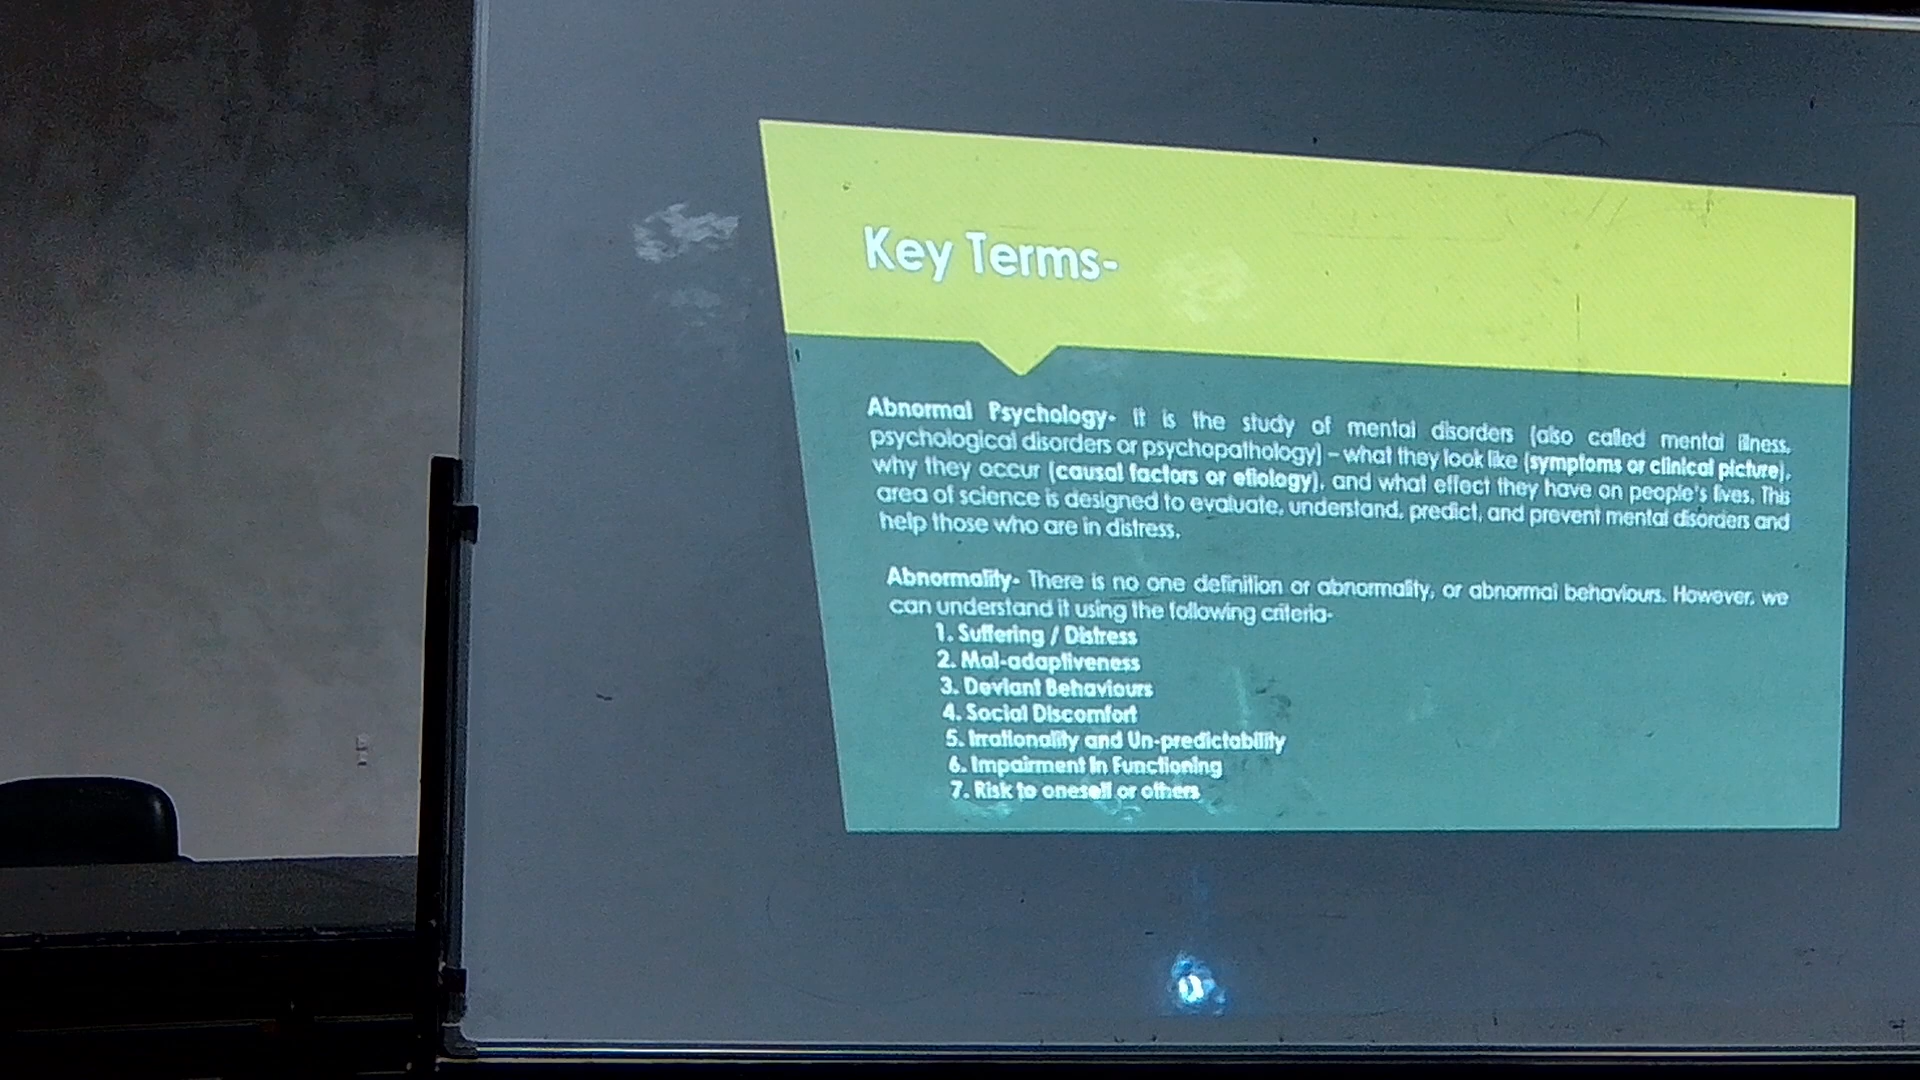 Key Terms-
Abnormal Psychology- It is the study of mental disorders (also called mental illness,
psychological disorders or psychopathology) – what they look like (symptoms or clinical picture),
why they occur (causal factors or etiology), and what effect they have on people's lives. This
area of science is designed to evaluate, understand, predict, and prevent mental disorders and
help those who are in distress.
Abnormality- There is no one definition or abnormality, or abnormal behaviours. However, we
can understand it using the following criteria-
1. Suffering / Distress
2. Mal-adaptiveness
3. Deviant Behaviours
4. Social Discomfort
5. Irrationality and Un-predictability
6. Impairment in Functioning
7. Risk to oneself or others